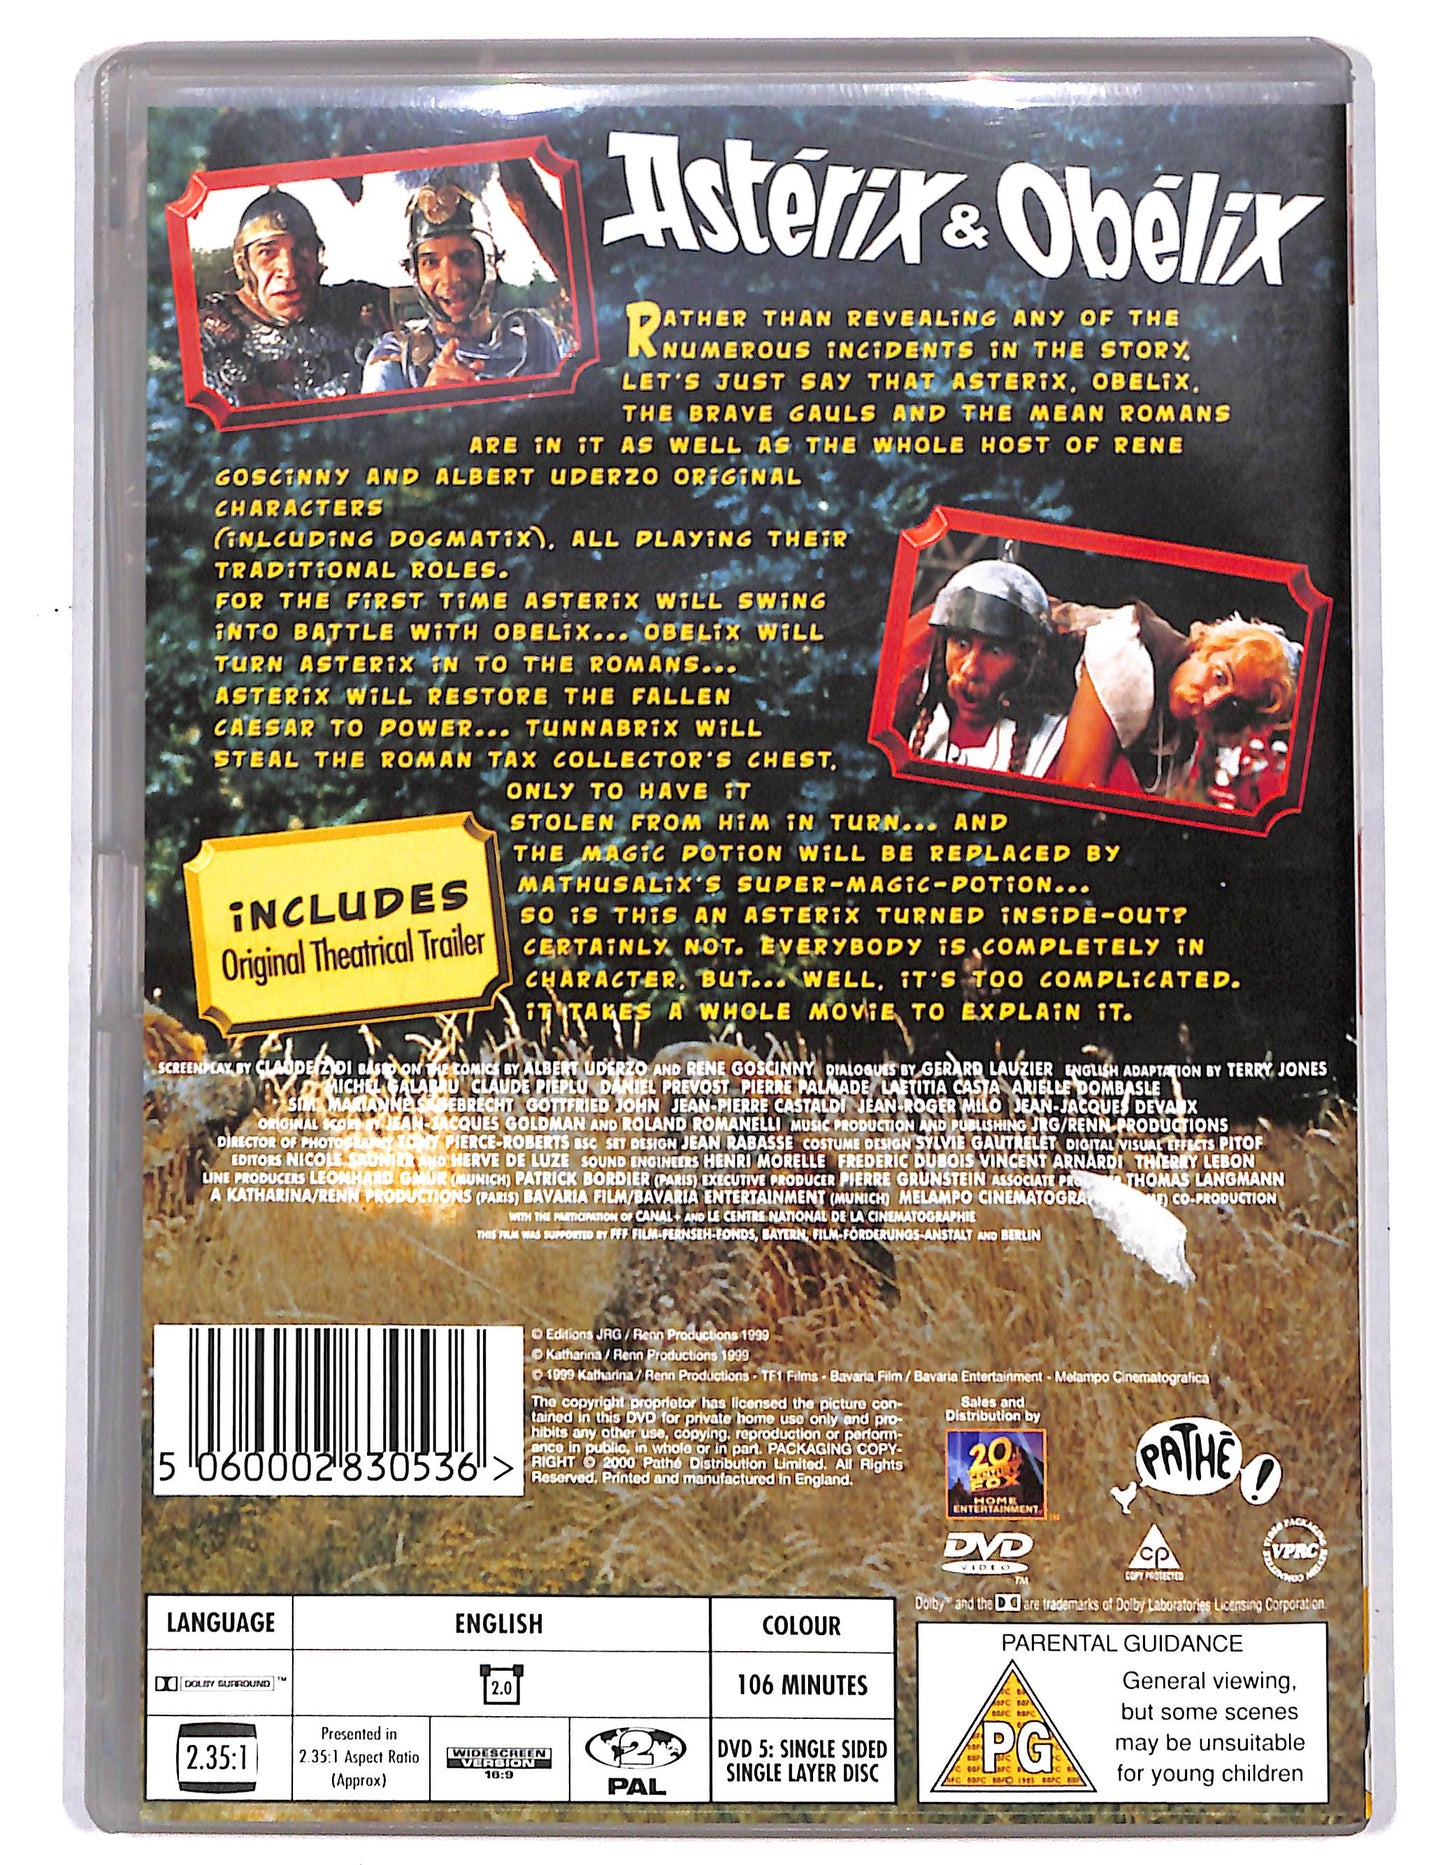 Astérix & Obélix
RATHER THAN REVEALING ANY OF THE
NUMEROUS INCIDENTS IN THE STORY,
LET'S JUST SAY THAT ASTERIX, OBELIX,
THE BRAVE GAULS AND THE MEAN ROMANS
ARE IN IT AS WELL AS THE WHOLE HOST OF RENE
GOSCINNY AND ALBERT UDERZO ORIGINAL
CHARACTERS
(INLCUDING DOGMATIX), ALL PLAYING THEIR
TRADITIONAL ROLES.
FOR THE FIRST TIME ASTERIX WILL SWING
INTO BATTLE WITH OBELIX... OBELIX WILL
TURN ASTERIX IN TO THE ROMANS...
ASTERIX WILL RESTORE THE FALLEN
CAESAR TO POWER... TUNNABRIX WILL
STEAL THE ROMAN TAX COLLECTOR'S CHEST,
ONLY TO HAVE IT
STOLEN FROM HIM IN TURN... AND
THE MAGIC POTION WILL BE REPLACED BY
MATHUSALIX'S SUPER-MAGIC-POTION...
SO IS THIS AN ASTERIX TURNED INSIDE-OUT?
CERTAINLY NOT. EVERYBODY IS COMPLETELY IN
CHARACTER, BUT... WELL, IT'S TOO COMPLICATED.
IT TAKES A WHOLE MOVIE TO EXPLAIN IT.
INCLUDES
Original Theatrical Trailer
SCREENPLAY BY CLAUDE ZIDI BASED ON THE COMICS BY ALBERT UDERZO AND RENE GOSCINNY DIALOGUES BY GERARD LAUZIER ENGLISH ADAPTATION BY TERRY JONES
MICHEL GALABRU CLAUDE PIEPLU DANIEL PREVOST PIERRE PALMADE LAETITIA CASTA ARIELLE DOMBASLE
SIM MARIANNE SAGEBRECHT GOTTFRIED JOHN JEAN-PIERRE CASTALDI JEAN-ROGER MILO JEAN-JACQUES DEVAUX
ORIGINAL SCORE BY JEAN-JACQUES GOLDMAN AND ROLAND ROMANELLI MUSIC PRODUCTION AND PUBLISHING JRG/RENN PRODUCTIONS
DIRECTOR OF PHOTOGRAPHY TONY PIERCE-ROBERTS BSC SET DESIGN JEAN RABASSE COSTUME DESIGN SYLVIE GAUTRELET DIGITAL VISUAL EFFECTS PITOF
EDITORS NICOLE SAUNIER AND HERVE DE LUZE SOUND ENGINEERS HENRI MORELLE FREDERIC DUBOIS VINCENT ARNARDI THIERRY LEBON
LINE PRODUCERS LEONHARD GMUR (MUNICH) PATRICK BORDIER (PARIS) EXECUTIVE PRODUCER PIERRE GRUNSTEIN ASSOCIATE PRODUCER THOMAS LANGMANN
A KATHARINA/RENN PRODUCTIONS (PARIS) BAVARIA FILM/BAVARIA ENTERTAINMENT (MUNICH) MELAMPO CINEMATOGRAFICA CO-PRODUCTION
WITH THE PARTICIPATION OF CANAL+ AND LE CENTRE NATIONAL DE LA CINEMATOGRAPHIE
THIS FILM WAS SUPPORTED BY FFF FILM-FERNSEH-FONDS, BAYERN, FILM-FORDERUNGS-ANSTALT AND BERLIN
© Editions JRG / Renn Productions 1999
© Katharina / Renn Productions 1999
© 1999 Katharina / Renn Productions - TF1 Films - Bavaria Film / Bavaria Entertainment - Melampo Cinematografica
The copyright proprietor has licensed the picture con-
tained in this DVD for private home use only and pro-
hibits any other use, copying, reproduction or perform-
ance in public, in whole or in part. PACKAGING COPY-
RIGHT © 2000 Pathé Distribution Limited. All Rights
Reserved. Printed and manufactured in England.
5 060002 830536 >
Sales and
Distribution by
20th
CENTURY
FOX
HOME
ENTERTAINMENT
PATHÉ!
DVD
VIDEO
TM
CP
COPY PROTECTED
VIDEO PACKAGING REVIEW COMMITTEE
VPRC
Dolby™ and the DD are trademarks of Dolby Laboratories Licensing Corporation.
LANGUAGE
ENGLISH
COLOUR
DOLBY SURROUND ™
2.0
106 MINUTES
2.35:1
Presented in
2.35:1 Aspect Ratio
(Approx)
WIDESCREEN
VERSION
16:9
2
PAL
DVD 5: SINGLE SIDED
SINGLE LAYER DISC
PARENTAL GUIDANCE
PG
General viewing,
but some scenes
may be unsuitable
for young children